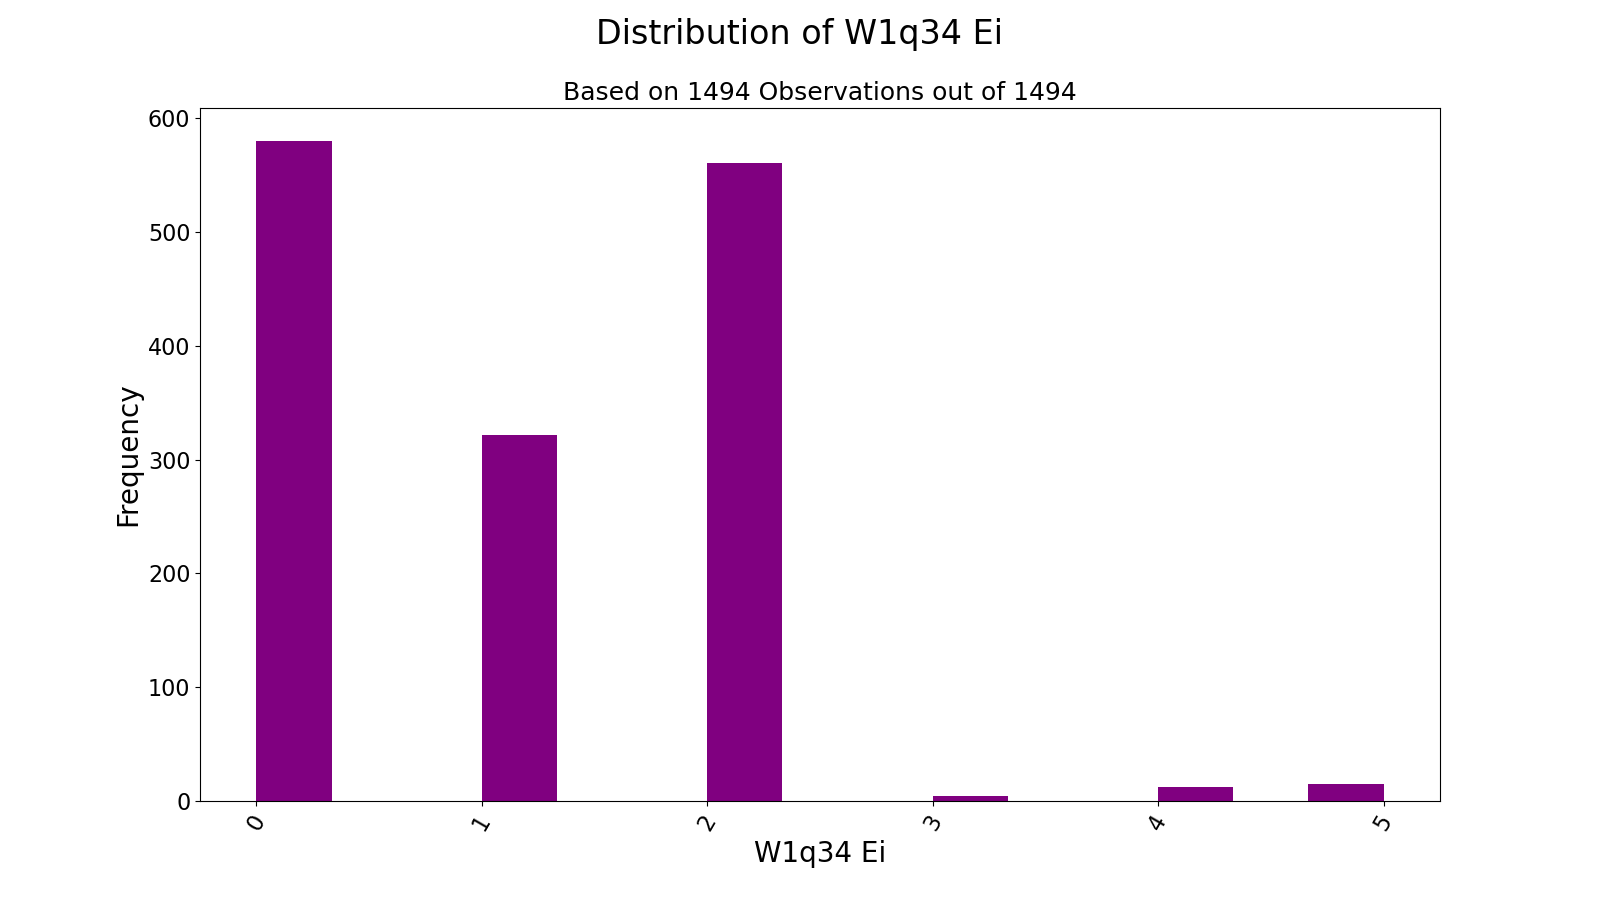 Distribution of W1q34 Ei
Based on 1494 Observations out of 1494
600
500
400
300
200
100
0
Frequency
0 1 2 3 4 5
W1q34 Ei